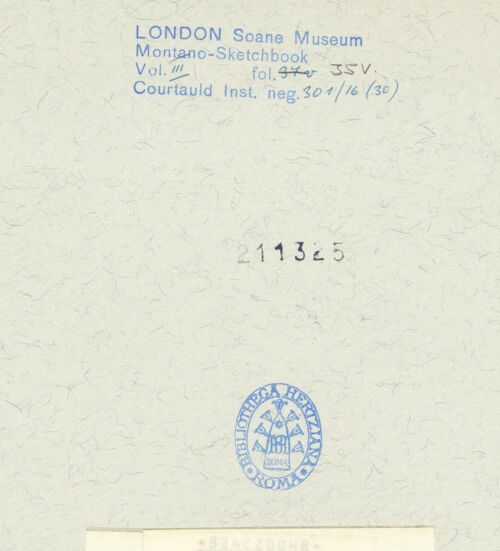 LONDON Soane Museum
Montano-Sketchbook
Vol. III fol. 37v 35v.
Courtauld Inst. neg. 301/16 (30)
211325
BIBLIOTHECA HERTZIANA
ROMA
ROMA